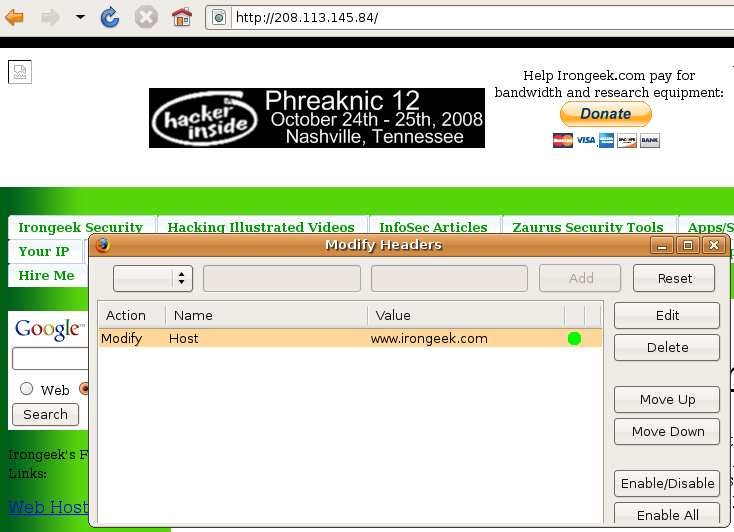 http://208.113.145.84/
hacker inside
Phreaknic 12
October 24th - 25th, 2008
Nashville, Tennessee
Help Irongeek.com pay for
bandwidth and research equipment:
Donate
VISA
BANK
Irongeek Security
Hacking Illustrated Videos
InfoSec Articles
Zaurus Security Tools
Apps/S
Your IP
Hire Me
Modify Headers
Add
Reset
Action Name Value
Modify Host www.irongeek.com
Edit
Delete
Move Up
Move Down
Enable/Disable
Enable All
Google
Web
Search
Irongeek's F
Links:
Web Host